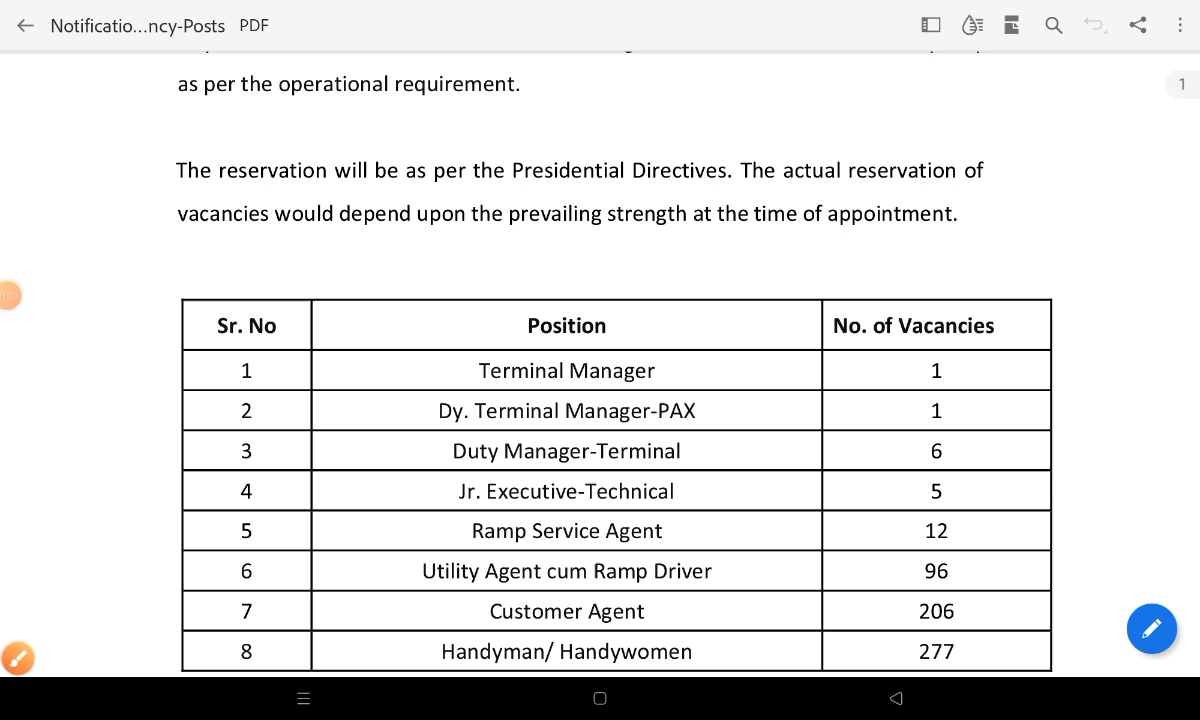 Notificatio...ncy-Posts PDF
1
as per the operational requirement.
The reservation will be as per the Presidential Directives. The actual reservation of
vacancies would depend upon the prevailing strength at the time of appointment.
Sr. No Position No. of Vacancies
1 Terminal Manager 1
2 Dy. Terminal Manager-PAX 1
3 Duty Manager-Terminal 6
4 Jr. Executive-Technical 5
5 Ramp Service Agent 12
6 Utility Agent cum Ramp Driver 96
7 Customer Agent 206
8 Handyman/ Handywomen 277